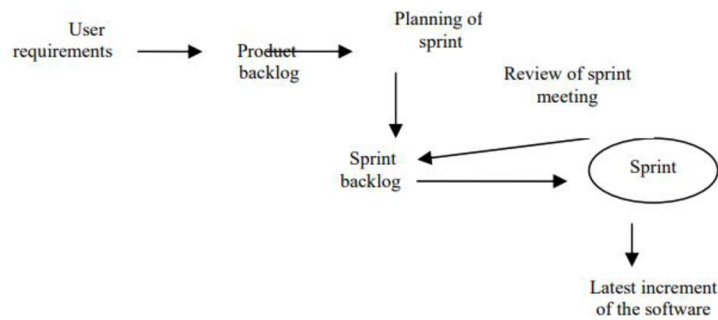 User
requirements
Product
backlog
Planning of
sprint
Review of sprint
meeting
Sprint
backlog
Sprint
Latest increment
of the software